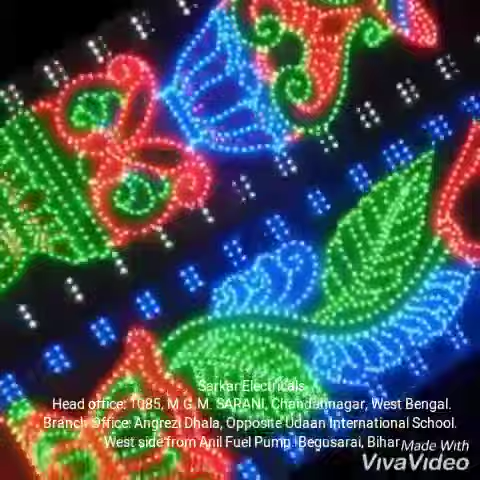 Sarkar Electricals
Head office: 1085, M.G.M. SARANI, Chandannagar, West Bengal.
Branch Office: Angrezi Dhala, Opposite Udaan International School.
West side from Anil Fuel Pump. Begusarai, Bihar
Made With
VivaVideo